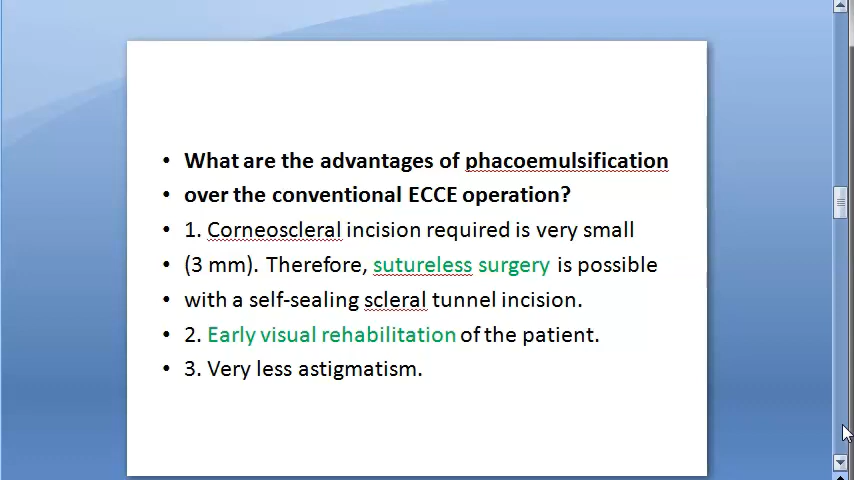 • What are the advantages of phacoemulsification
• over the conventional ECCE operation?
• 1. Corneoscleral incision required is very small
• (3 mm). Therefore, sutureless surgery is possible
• with a self-sealing scleral tunnel incision.
• 2. Early visual rehabilitation of the patient.
• 3. Very less astigmatism.